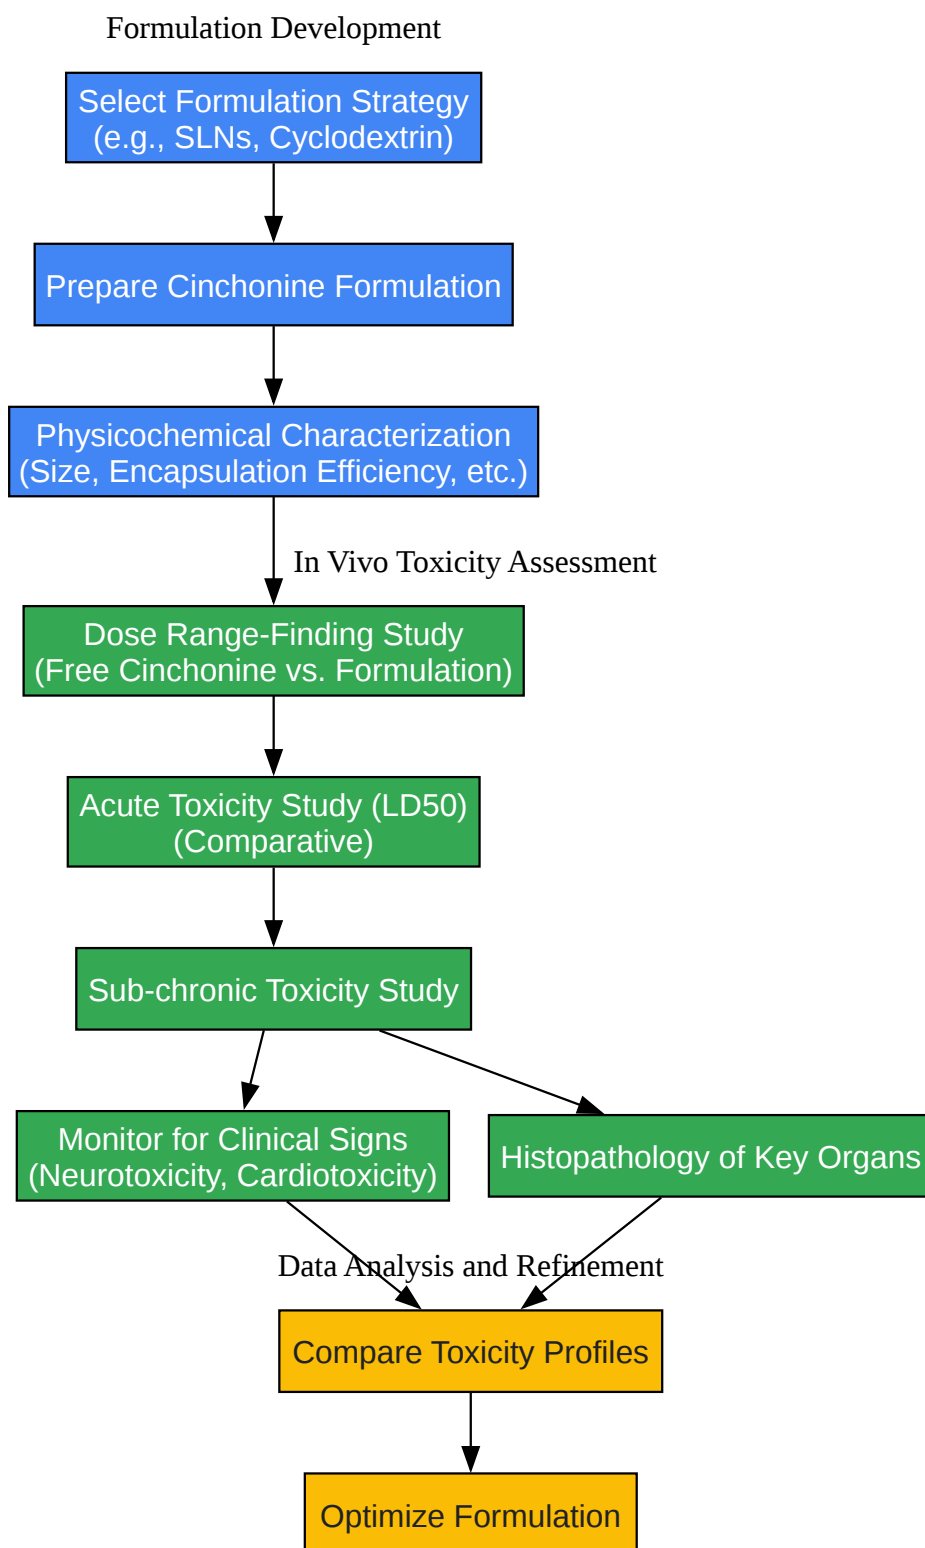 Formulation Development
Select Formulation Strategy
(e.g., SLNs, Cyclodextrin)
Prepare Cinchonine Formulation
Physicochemical Characterization
(Size, Encapsulation Efficiency, etc.)
In Vivo Toxicity Assessment
Dose Range-Finding Study
(Free Cinchonine vs. Formulation)
Acute Toxicity Study (LD50)
(Comparative)
Sub-chronic Toxicity Study
Monitor for Clinical Signs
(Neurotoxicity, Cardiotoxicity)
Histopathology of Key Organs
Data Analysis and Refinement
Compare Toxicity Profiles
Optimize Formulation